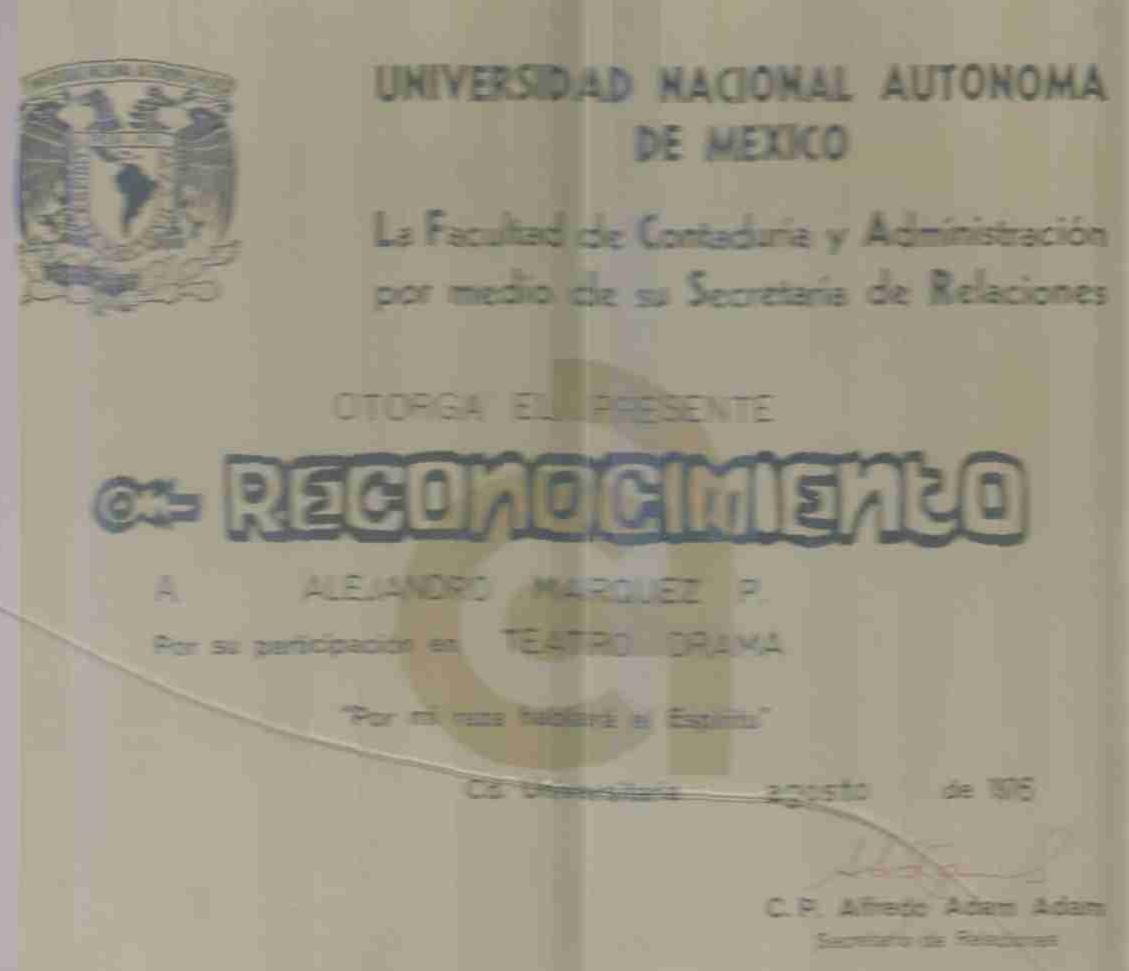 UNIVERSIDAD NACIONAL AUTONOMA
DE MEXICO
La Facultad de Contaduría y Administración
por medio de su Secretaría de Relaciones
OTORGA EL PRESENTE
RECONOCIMIENTO
A ALEJANDRO MARQUEZ P.
Por su participación en TEATRO DRAMA
"Por mi raza hablará el Espíritu"
Cd. Universitaria agosto de
C. P. Alfredo Adam Adam
Secretario de Relaciones